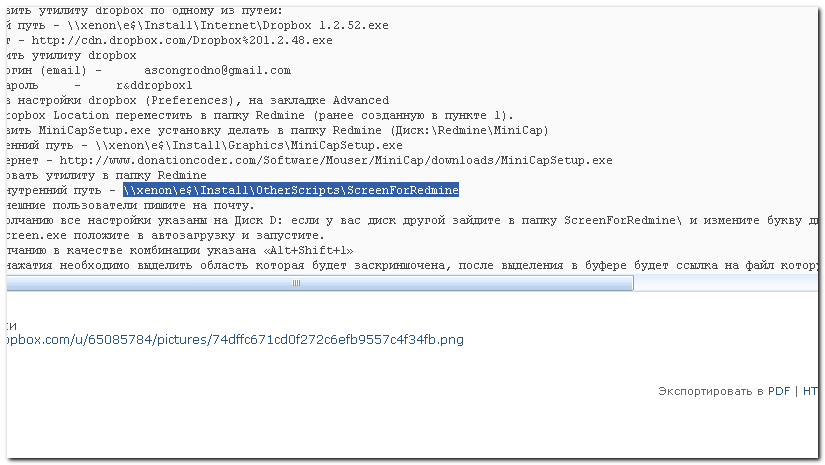 вить утилиту dropbox по одному из путей:
й путь - \\xenon\e$\Install\Internet\Dropbox 1.2.52.exe
т - http://cdn.dropbox.com/Dropbox%201.2.48.exe
ить утилиту dropbox
огин (email) - ascongrodno@gmail.com
ароль - r&ddropbox1
в настройки dropbox (Preferences), на закладке Advanced
ropbox Location переместить в папку Redmine (ранее созданную в пункте 1).
вить MiniCapSetup.exe установку делать в папку Redmine (Диск:\Redmine\MiniCap)
енний путь - \\xenon\e$\Install\Graphics\MiniCapSetup.exe
ернет - http://www.donationcoder.com/Software/Mouser/MiniCap/downloads/MiniCapSetup.exe
овать утилиту в папку Redmine
нутренний путь - \\xenon\e$\Install\OtherScripts\ScreenForRedmine
нешние пользователи пишите на почту.
олчанию все настройки указаны на Диск D: если у вас диск другой зайдите в папку ScreenForRedmine\ и измените букву ди
creen.exe положите в автозагрузку и запустите.
лчанию в качестве комбинации указана «Alt+Shift+1»
нажатия необходимо выделить область которая будет заскриншочена, после выделения в буфере будет ссылка на файл котору
ки
opbox.com/u/65085784/pictures/74dffc671cd0f272c6efb9557c4f34fb.png
Экспортировать в PDF | HT